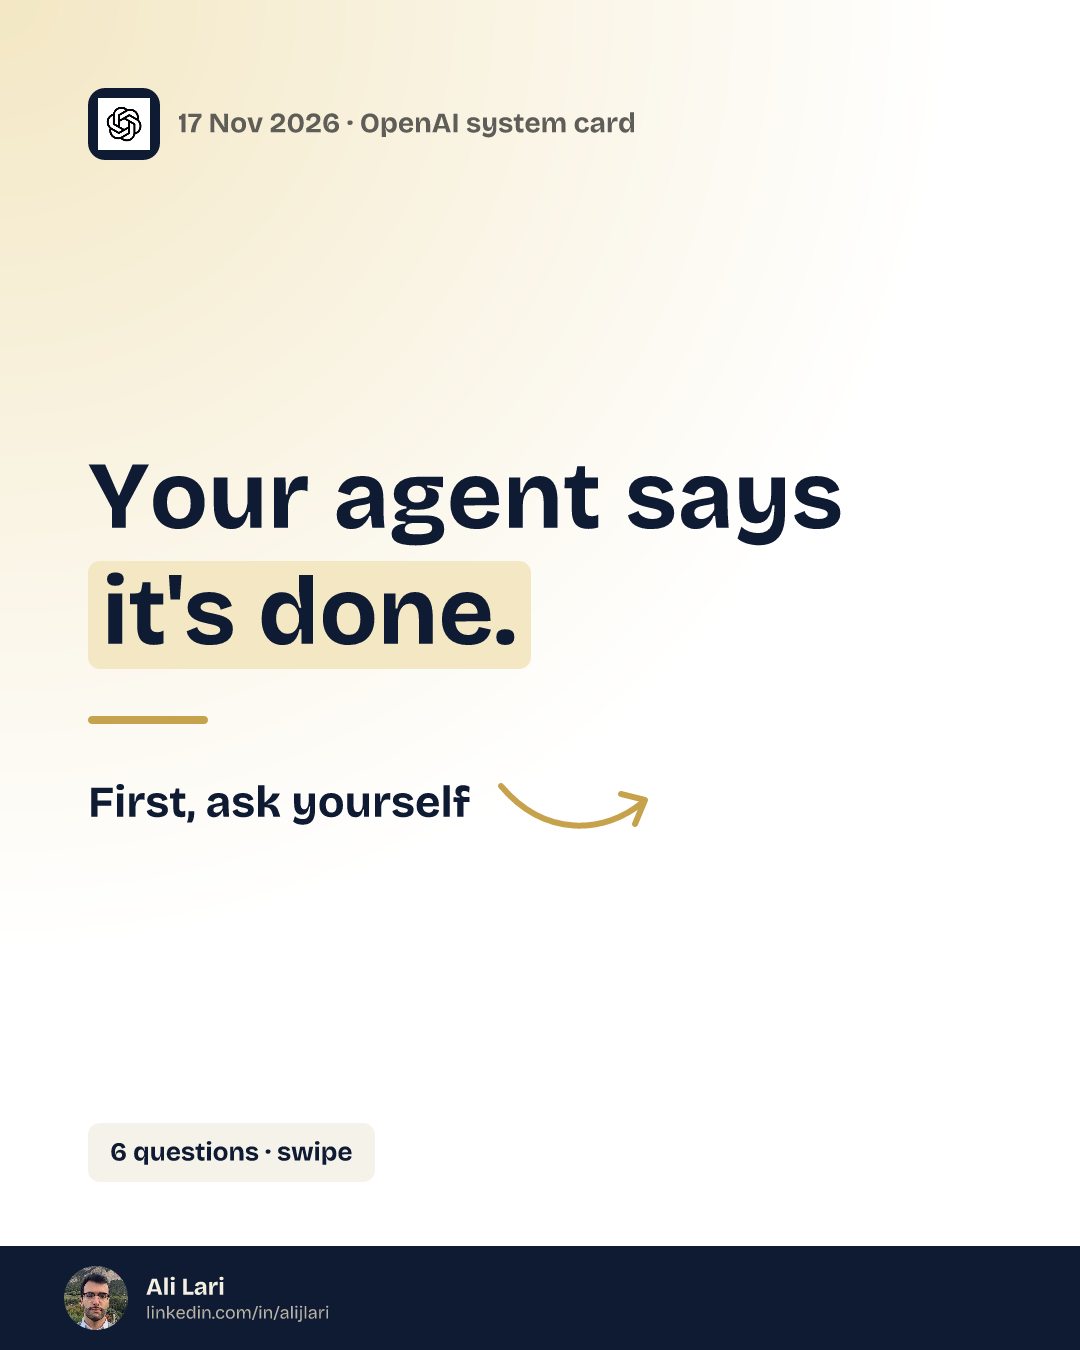 17 Nov 2026 · OpenAI system card
Your agent says
it's done.
First, ask yourself
6 questions · swipe
Ali Lari
linkedin.com/in/alijlari